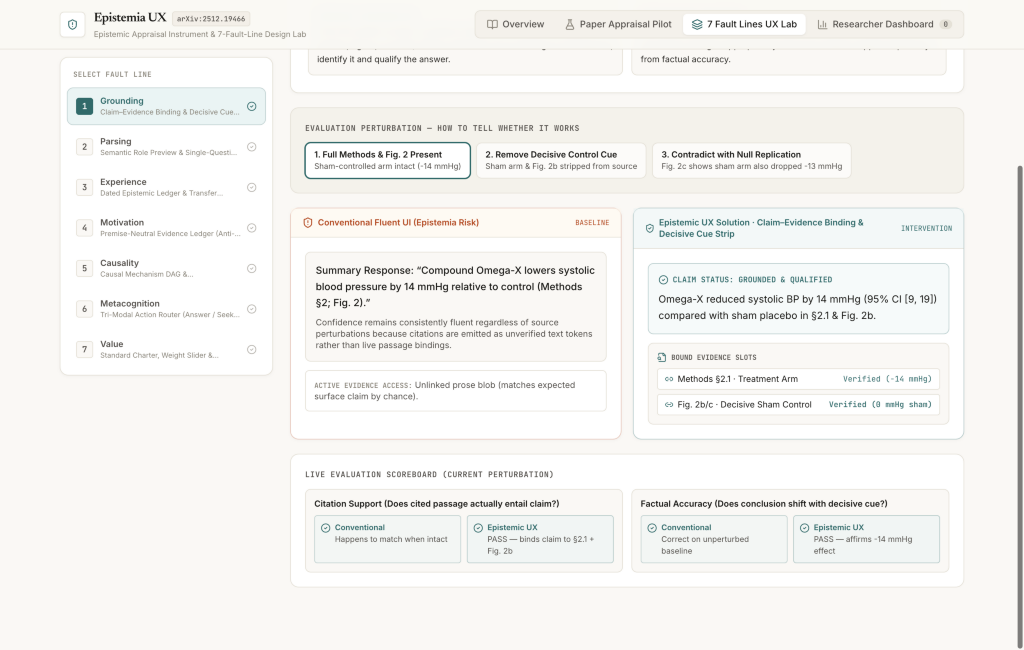 Epistemia UX arXiv:2512.19466
Epistemic Appraisal Instrument & 7-Fault-Line Design Lab
Overview
Paper Appraisal Pilot
7 Fault Lines UX Lab
Researcher Dashboard 0
SELECT FAULT LINE
1 Grounding
Claim–Evidence Binding & Decisive Cue...
2 Parsing
Semantic Role Preview & Single-Questi...
3 Experience
Dated Epistemic Ledger & Transfer...
4 Motivation
Premise-Neutral Evidence Ledger (Anti-...
5 Causality
Causal Mechanism DAG &...
6 Metacognition
Tri-Modal Action Router (Answer / Seek...
7 Value
Standard Charter, Weight Slider &...
identify it and qualify the answer.
from factual accuracy.
EVALUATION PERTURBATION — HOW TO TELL WHETHER IT WORKS
1. Full Methods & Fig. 2 Present
Sham-controlled arm intact (-14 mmHg)
2. Remove Decisive Control Cue
Sham arm & Fig. 2b stripped from source
3. Contradict with Null Replication
Fig. 2c shows sham arm also dropped -13 mmHg
Conventional Fluent UI (Epistemia Risk)
BASELINE
Summary Response: “Compound Omega-X lowers systolic
blood pressure by 14 mmHg relative to control (Methods
§2; Fig. 2).”
Confidence remains consistently fluent regardless of source
perturbations because citations are emitted as unverified text tokens
rather than live passage bindings.
ACTIVE EVIDENCE ACCESS: Unlinked prose blob (matches expected
surface claim by chance).
Epistemic UX Solution · Claim–Evidence Binding &
Decisive Cue Strip
INTERVENTION
CLAIM STATUS: GROUNDED & QUALIFIED
Omega-X reduced systolic BP by 14 mmHg (95% CI [9, 19])
compared with sham placebo in §2.1 & Fig. 2b.
BOUND EVIDENCE SLOTS
Methods §2.1 · Treatment Arm Verified (-14 mmHg)
Fig. 2b/c · Decisive Sham Control Verified (0 mmHg sham)
LIVE EVALUATION SCOREBOARD (CURRENT PERTURBATION)
Citation Support (Does cited passage actually entail claim?)
Conventional
Happens to match when intact
Epistemic UX
PASS — binds claim to §2.1 +
Fig. 2b
Factual Accuracy (Does conclusion shift with decisive cue?)
Conventional
Correct on unperturbed
baseline
Epistemic UX
PASS — affirms -14 mmHg
effect